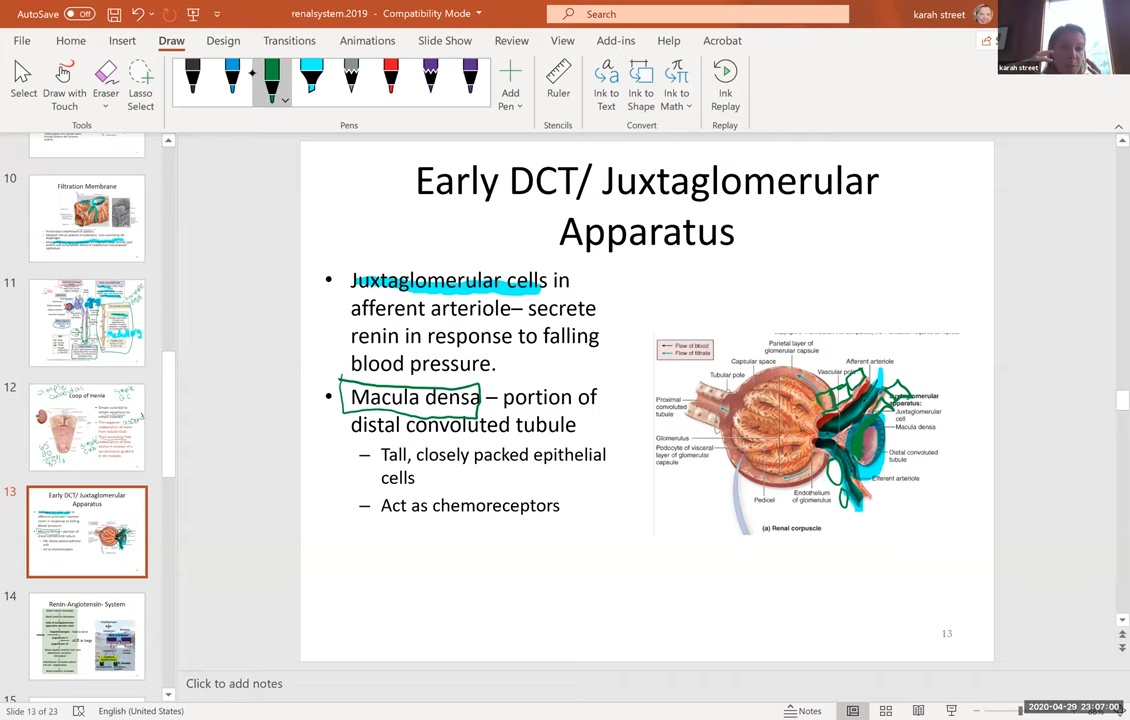 AutoSave
Off
renalsystem.2019 - Compatibility Mode
Search
karah street
File
Home
Insert
Draw
Design
Transitions
Animations
Slide Show
Review
View
Add-ins
Help
Acrobat
karah street
Select
Draw with
Touch
Eraser
Lasso
Select
Add
Pen
Ruler
Ink to
Text
Ink to
Shape
Ink to
Math
Ink
Replay
Tools
Pens
Stencils
Convert
Replay
10
Filtration Membrane
11
12
Loop of Henle
13
Early DCT/ Juxtaglomerular
Apparatus
14
Renin-Angiotensin- System
15
Early DCT/ Juxtaglomerular
Apparatus
• Juxtaglomerular cells in
afferent arteriole– secrete
renin in response to falling
blood pressure.
• Macula densa – portion of
distal convoluted tubule
– Tall, closely packed epithelial
cells
– Act as chemoreceptors
Flow of blood
Flow of filtrate
Parietal layer of
glomerular capsule
Capsular space
Tubular pole
Vascular pole
Afferent arteriole
Juxtaglomerular
apparatus:
Juxtaglomerular
cell
Macula densa
Proximal
convoluted
tubule
Glomerulus
Podocyte of visceral
layer of glomerular
capsule
Distal convoluted
tubule
Efferent arteriole
Pedicel
Endothelium
of glomerulus
(a) Renal corpuscle
13
Click to add notes
Slide 13 of 23
English (United States)
Notes
2020-04-29 23:07:00